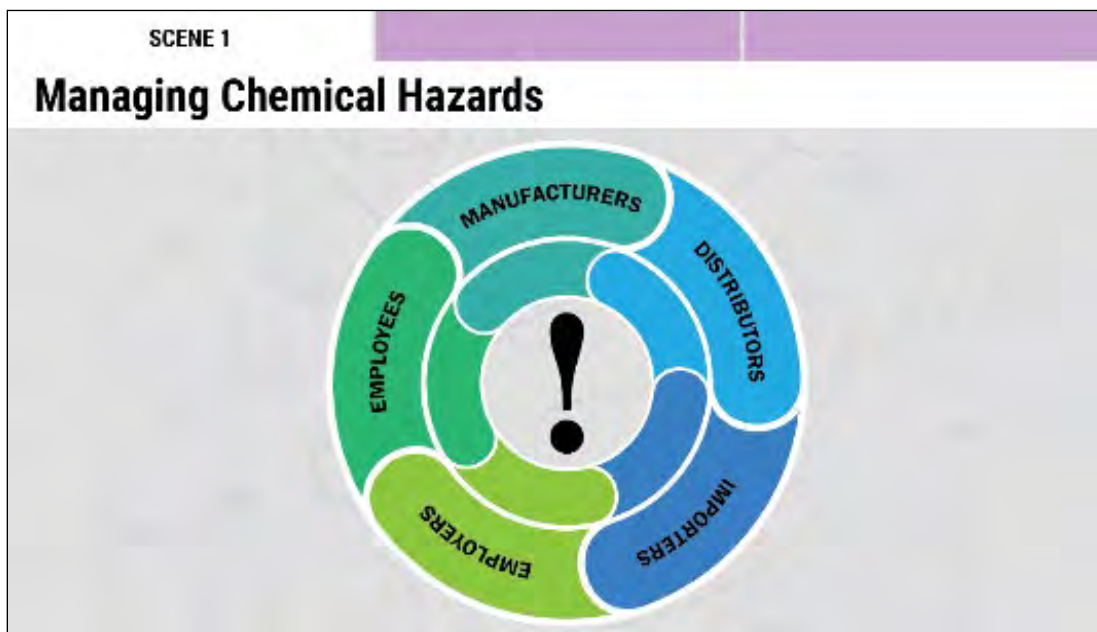 SCENE 1
Managing Chemical Hazards
MANUFACTURERS
DISTRIBUTORS
IMPORTERS
EMPLOYERS
EMPLOYEES
!